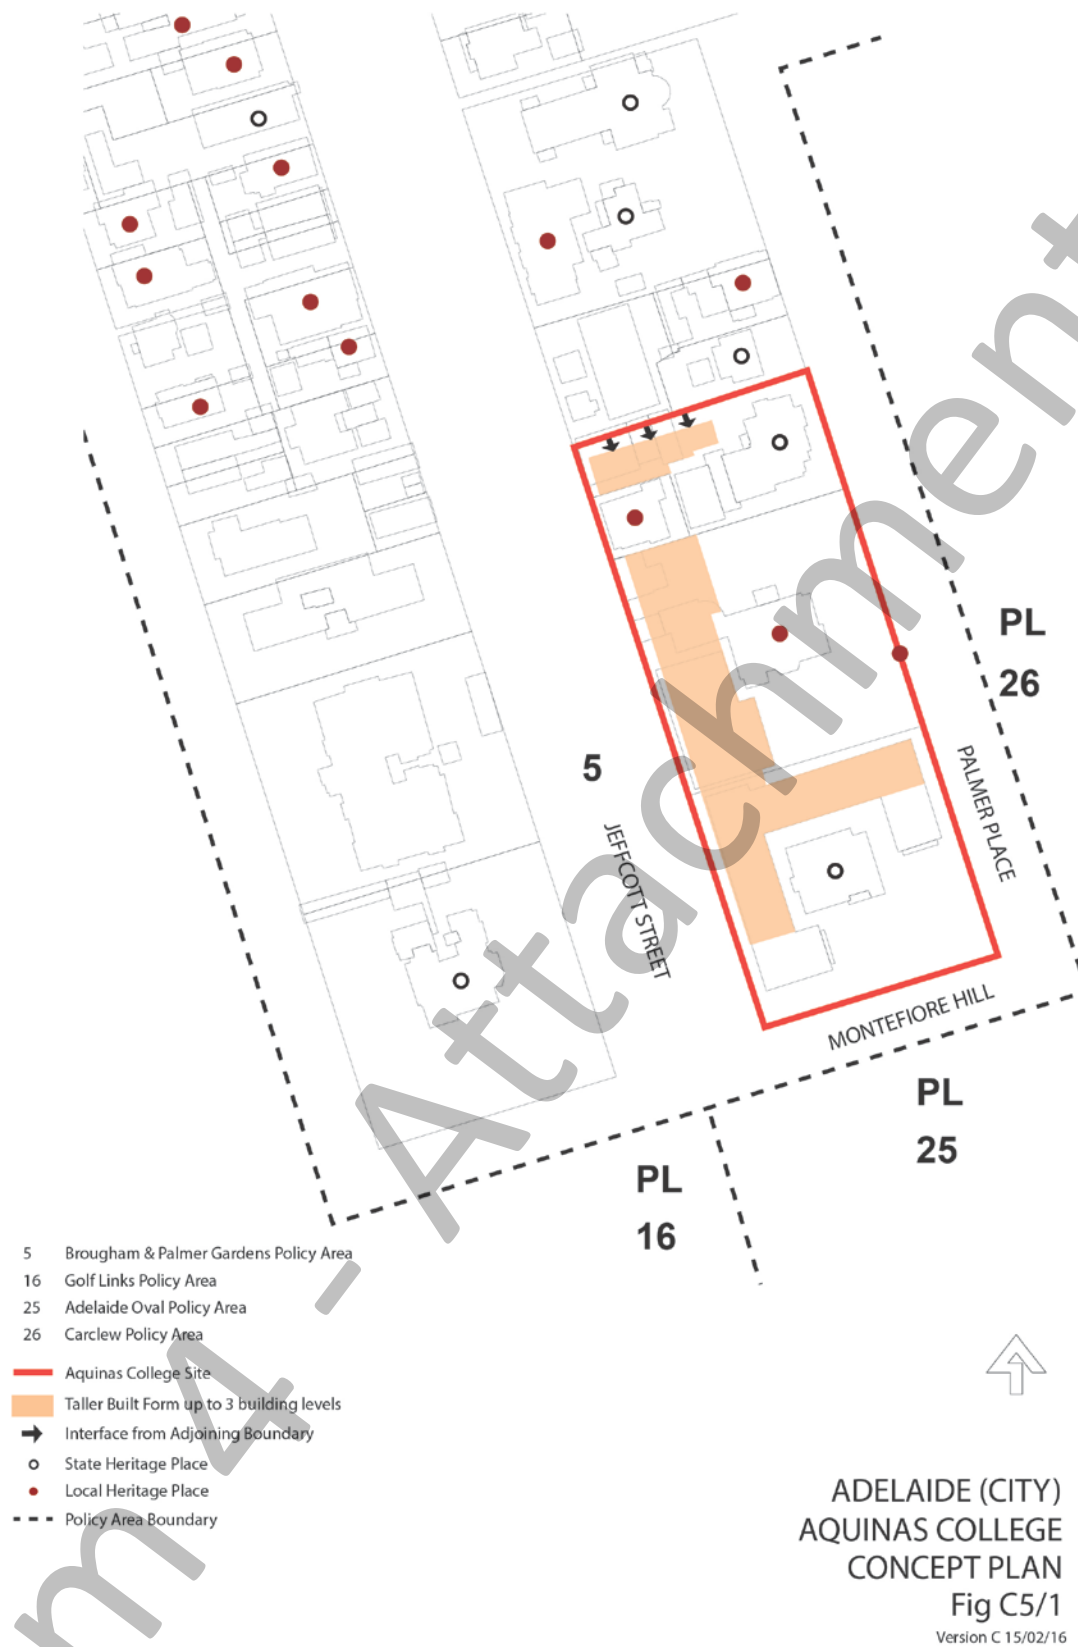 PL
26
5
PALMER PLACE
JEFFCOTT STREET
MONTEFIORE HILL
PL
25
PL
16
5 Brougham & Palmer Gardens Policy Area
16 Golf Links Policy Area
25 Adelaide Oval Policy Area
26 Carclew Policy Area
Aquinas College Site
Taller Built Form up to 3 building levels
Interface from Adjoining Boundary
State Heritage Place
Local Heritage Place
Policy Area Boundary
ADELAIDE (CITY)
AQUINAS COLLEGE
CONCEPT PLAN
Fig C5/1
Version C 15/02/16
m 4 - Attachment